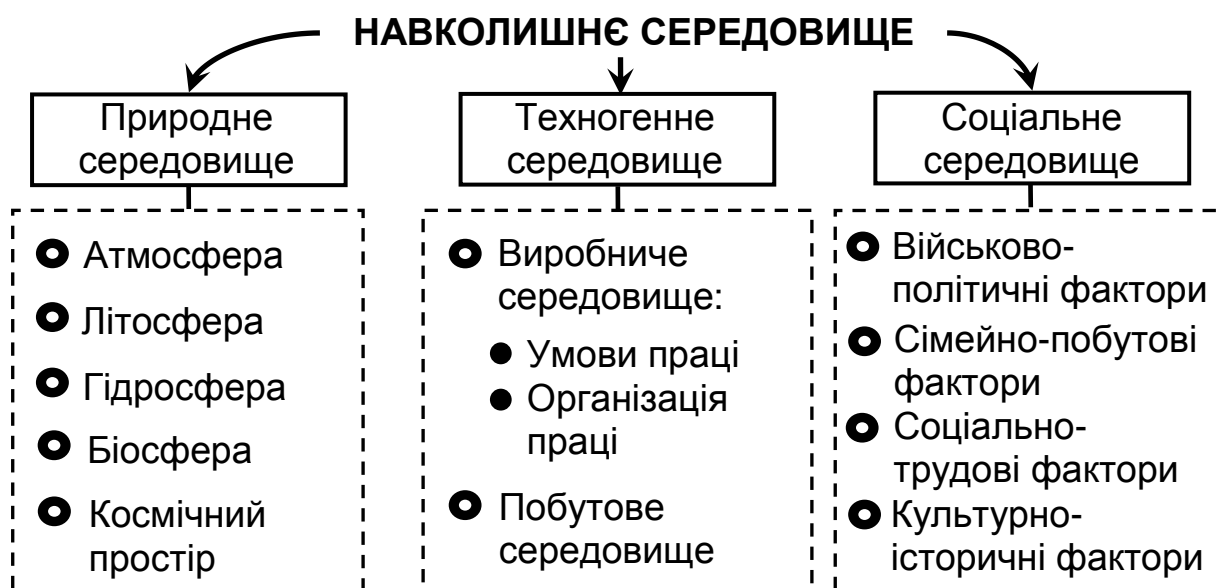 НАВКОЛИШНЄ СЕРЕДОВИЩЕ
Природне
середовище
Атмосфера
Літосфера
Гідросфера
Біосфера
Космічний
простір
Техногенне
середовище
Виробниче
середовище:
Умови праці
Організація
праці
Побутове
середовище
Соціальне
середовище
Військово-
політичні фактори
Сімейно-побутові
фактори
Соціально-
трудові фактори
Культурно-
історичні фактори